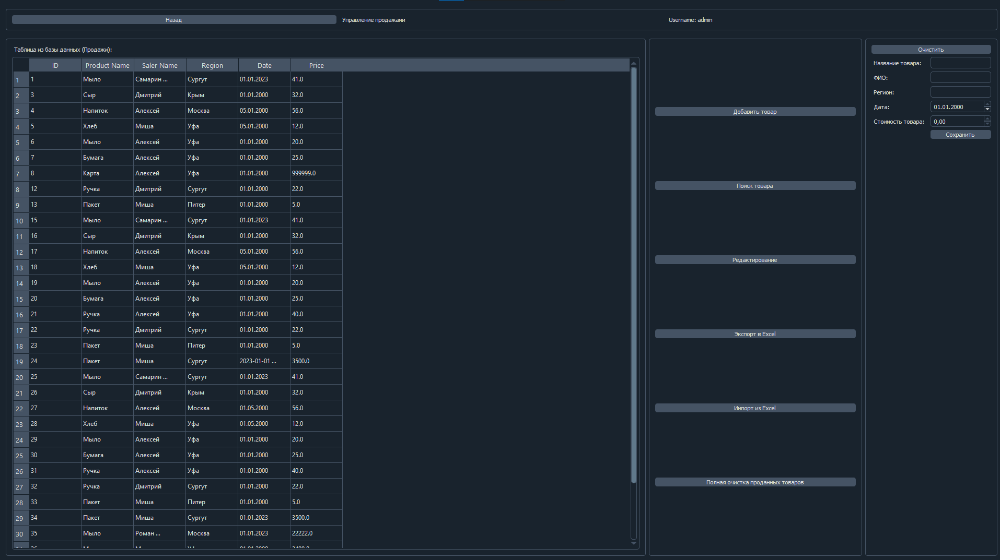 Назад Управление продажами Username: admin
Таблица из базы данных (Продажи):
ID Product Name Saler Name Region Date Price
1 1 Мыло Самарин ... Сургут 01.01.2023 41.0
2 3 Сыр Дмитрий Крым 01.01.2000 32.0
3 4 Напиток Алексей Москва 05.01.2000 56.0
4 5 Хлеб Миша Уфа 05.01.2000 12.0
5 6 Мыло Алексей Уфа 01.01.2000 20.0
6 7 Бумага Алексей Уфа 01.01.2000 25.0
7 8 Карта Алексей Уфа 01.01.2000 999999.0
8 12 Ручка Дмитрий Сургут 01.01.2000 22.0
9 13 Пакет Миша Питер 01.01.2000 5.0
10 15 Мыло Самарин ... Сургут 01.01.2023 41.0
11 16 Сыр Дмитрий Крым 01.01.2000 32.0
12 17 Напиток Алексей Москва 05.01.2000 56.0
13 18 Хлеб Миша Уфа 05.01.2000 12.0
14 19 Мыло Алексей Уфа 01.01.2000 20.0
15 20 Бумага Алексей Уфа 01.01.2000 25.0
16 21 Ручка Алексей Уфа 01.01.2000 40.0
17 22 Ручка Дмитрий Сургут 01.01.2000 22.0
18 23 Пакет Миша Питер 01.01.2000 5.0
19 24 Пакет Миша Сургут 2023-01-01 ... 3500.0
20 25 Мыло Самарин ... Сургут 01.01.2023 41.0
21 26 Сыр Дмитрий Крым 01.01.2000 32.0
22 27 Напиток Алексей Москва 01.05.2000 56.0
23 28 Хлеб Миша Уфа 01.05.2000 12.0
24 29 Мыло Алексей Уфа 01.01.2000 20.0
25 30 Бумага Алексей Уфа 01.01.2000 25.0
26 31 Ручка Алексей Уфа 01.01.2000 40.0
27 32 Ручка Дмитрий Сургут 01.01.2000 22.0
28 33 Пакет Миша Питер 01.01.2000 5.0
29 34 Пакет Миша Сургут 01.01.2023 3500.0
30 35 Мыло Роман ... Москва 01.01.2023 22222.0
Добавить товар
Поиск товара
Редактирование
Экспорт в Excel
Импорт из Excel
Полная очистка проданных товаров
Очистить
Название товара:
ФИО:
Регион:
Дата: 01.01.2000
Стоимость товара: 0,00
Сохранить